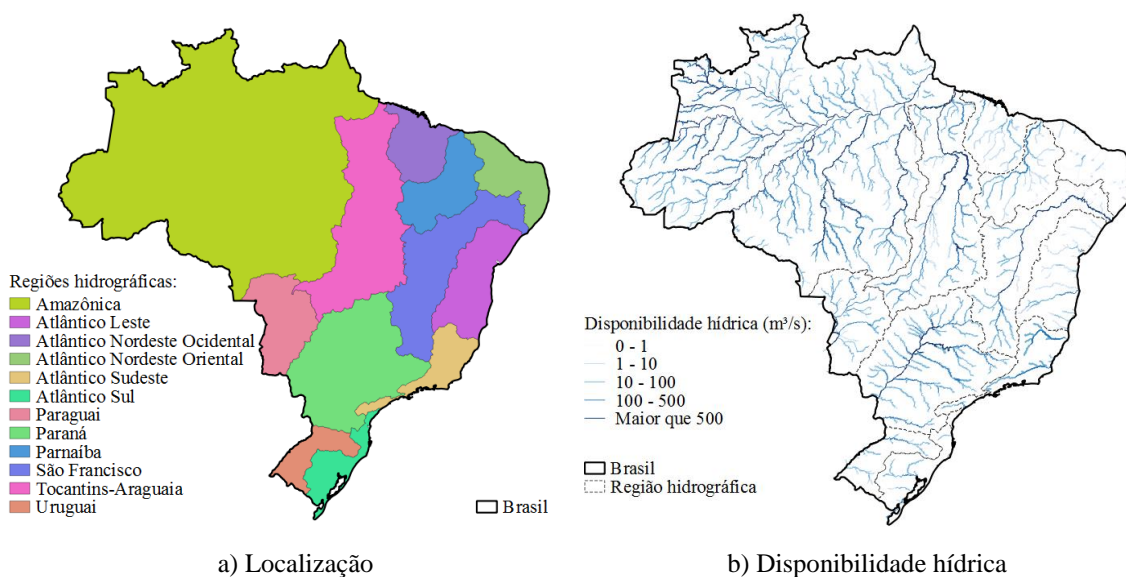 Regiões hidrográficas:
Amazônica
Atlântico Leste
Atlântico Nordeste Ocidental
Atlântico Nordeste Oriental
Atlântico Sudeste
Atlântico Sul
Paraguai
Paraná
Parnaíba
São Francisco
Tocantins-Araguaia
Uruguai
Brasil
a) Localização
Disponibilidade hídrica (m³/s):
0 - 1
1 - 10
10 - 100
100 - 500
Maior que 500
Brasil
Região hidrográfica
b) Disponibilidade hídrica